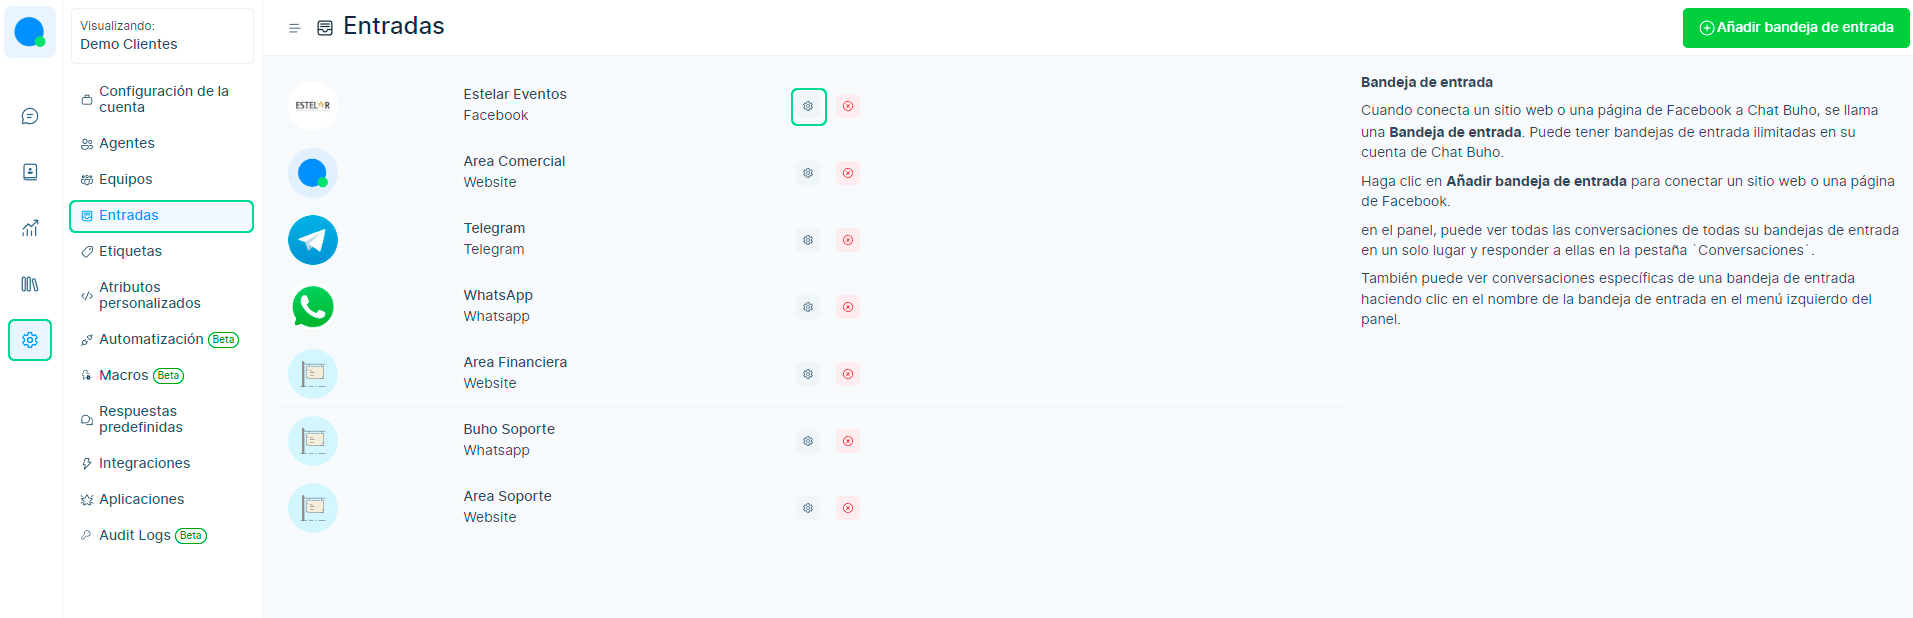 Visualizando:
Demo Clientes
Configuración de la
cuenta
Agentes
Equipos
Entradas
Etiquetas
Atributos
personalizados
Automatización Beta
Macros Beta
Respuestas
predefinidas
Integraciones
Aplicaciones
Audit Logs Beta
Entradas
Añadir bandeja de entrada
ESTELAR
Estelar Eventos
Facebook
Area Comercial
Website
Telegram
Telegram
WhatsApp
Whatsapp
Area Financiera
Website
Buho Soporte
Whatsapp
Area Soporte
Website
Bandeja de entrada
Cuando conecta un sitio web o una página de Facebook a Chat Buho, se llama
una Bandeja de entrada. Puede tener bandejas de entrada ilimitadas en su
cuenta de Chat Buho.
Haga clic en Añadir bandeja de entrada para conectar un sitio web o una página
de Facebook.
en el panel, puede ver todas las conversaciones de todas su bandejas de entrada
en un solo lugar y responder a ellas en la pestaña `Conversaciones`.
También puede ver conversaciones específicas de una bandeja de entrada
haciendo clic en el nombre de la bandeja de entrada en el menú izquierdo del
panel.